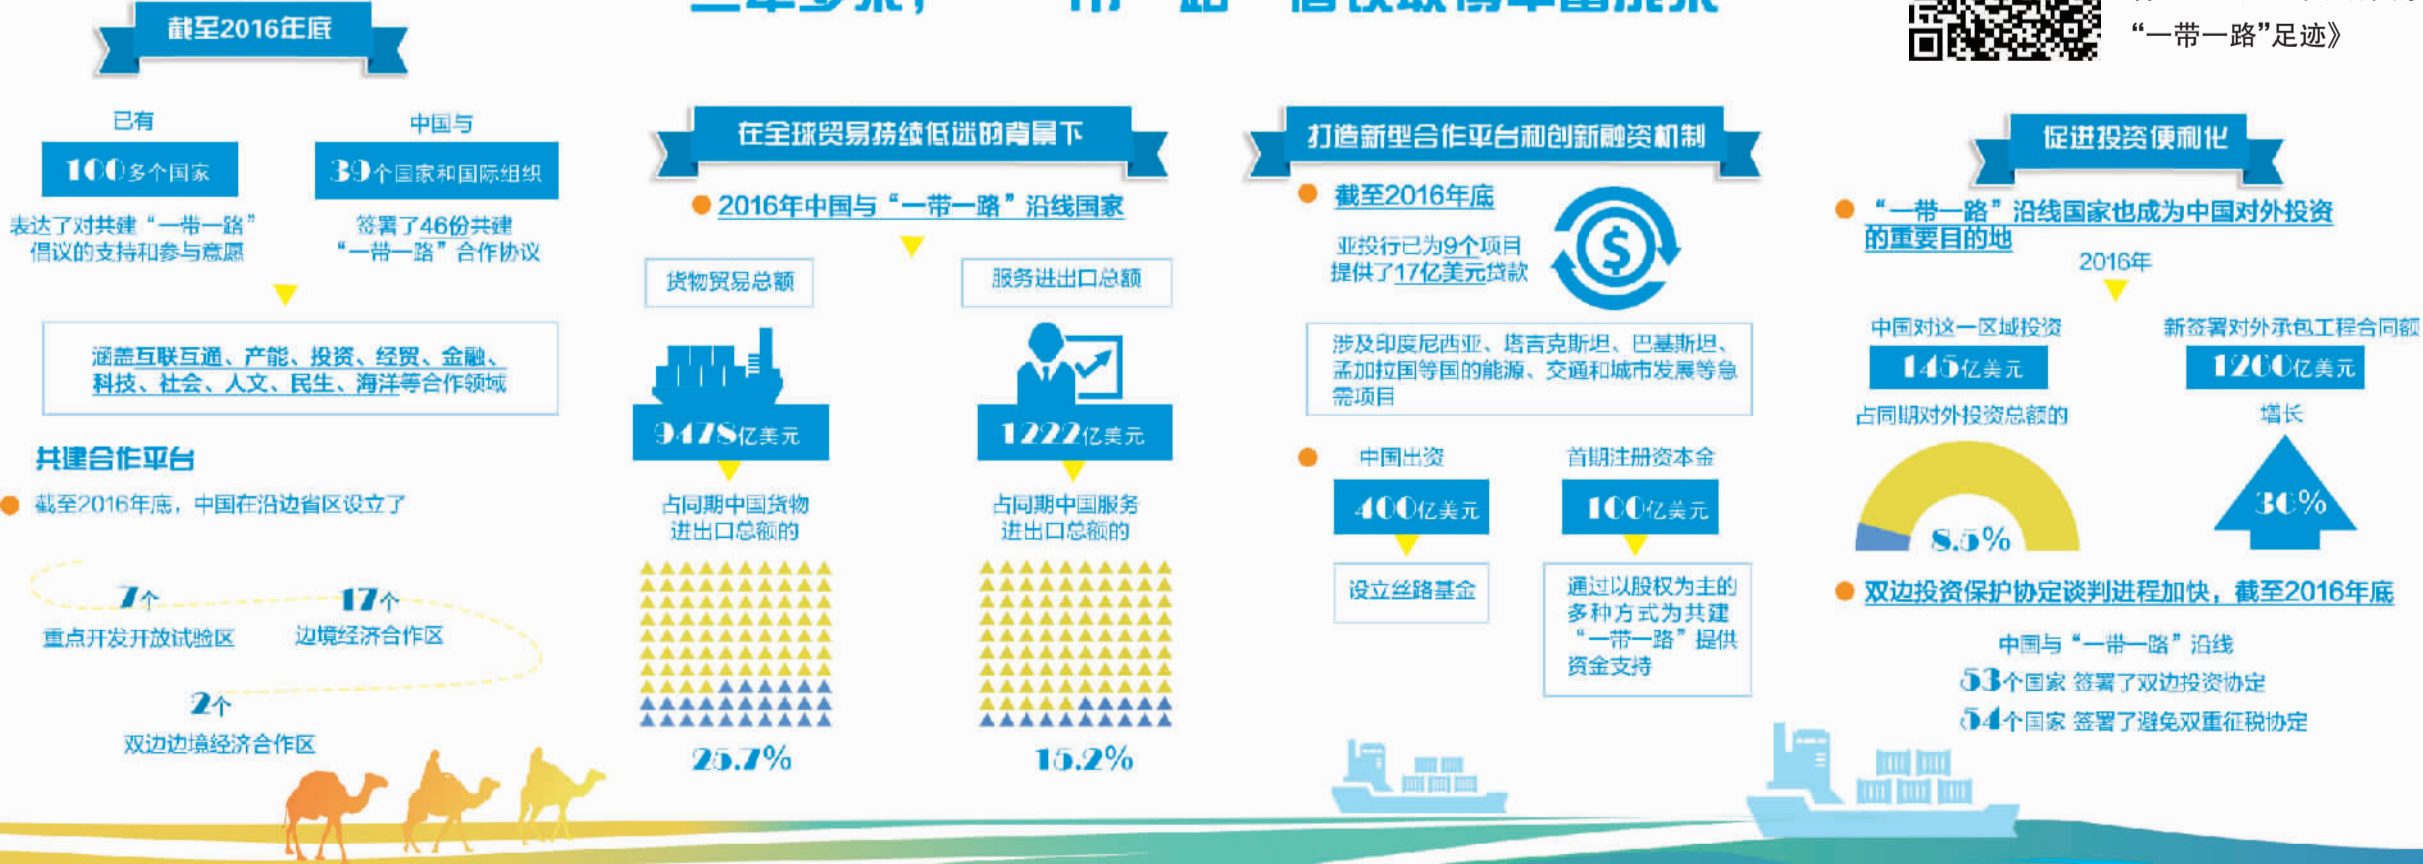 “一带一路”足迹》
截至2016年底
已有
100多个国家
表达了对共建“一带一路”
倡议的支持和参与意愿
中国与
39个国家和国际组织
签署了46份共建
“一带一路”合作协议
涵盖互联互通、产能、投资、经贸、金融、
科技、社会、人文、民生、海洋等合作领域
共建合作平台
截至2016年底，中国在沿边省区设立了
7个
重点开发开放试验区
17个
边境经济合作区
2个
双边边境经济合作区
在全球贸易持续低迷的背景下
2016年中国与“一带一路”沿线国家
货物贸易总额
9478亿美元
占同期中国货物
进出口总额的
25.7%
服务进出口总额
1222亿美元
占同期中国服务
进出口总额的
15.2%
打造新型合作平台和创新融资机制
截至2016年底
亚投行已为9个项目
提供了17亿美元贷款
涉及印度尼西亚、塔吉克斯坦、巴基斯坦、
孟加拉国等国的能源、交通和城市发展等急
需项目
中国出资
400亿美元
设立丝路基金
首期注册资本金
100亿美元
通过以股权为主的
多种方式为共建
“一带一路”提供
资金支持
促进投资便利化
“一带一路”沿线国家也成为中国对外投资
的重要目的地
2016年
中国对这一区域投资
145亿美元
占同期对外投资总额的
8.5%
新签署对外承包工程合同额
1260亿美元
增长
36%
双边投资保护协定谈判进程加快，截至2016年底
中国与“一带一路”沿线
53个国家 签署了双边投资协定
54个国家 签署了避免双重征税协定